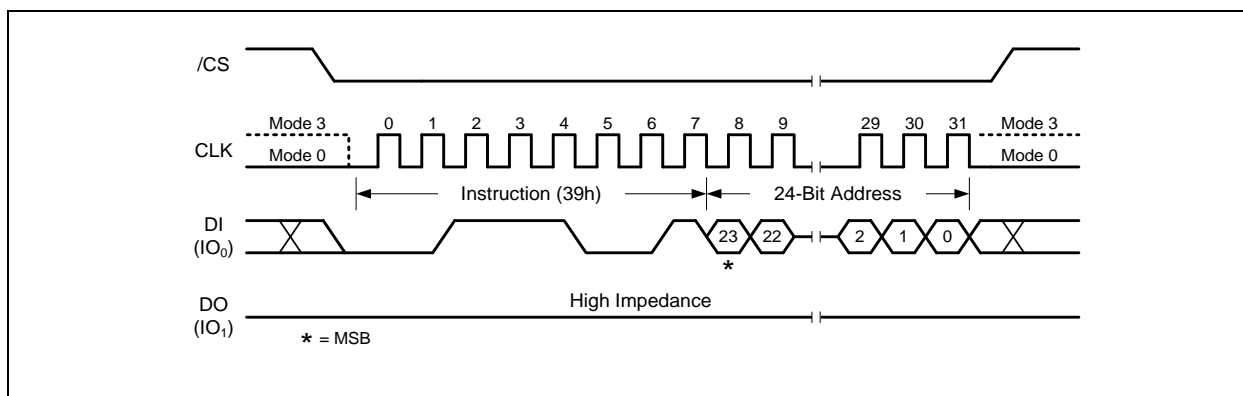 /CS
Mode 3 0 1 2 3 4 5 6 7 8 9 29 30 31 Mode 3
CLK
Mode 0 Mode 0
Instruction (39h) 24-Bit Address
DI
(IO₀) 23 22 2 1 0
*
High Impedance
DO
(IO₁)
* = MSB